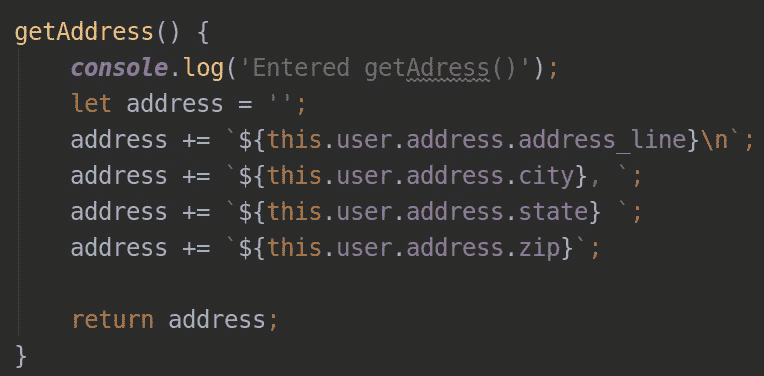 getAddress() {
console.log('Entered getAdress()');
let address = '';
address += `${this.user.address.address_line}\n`;
address += `${this.user.address.city}, `;
address += `${this.user.address.state} `;
address += `${this.user.address.zip}`;
return address;
}